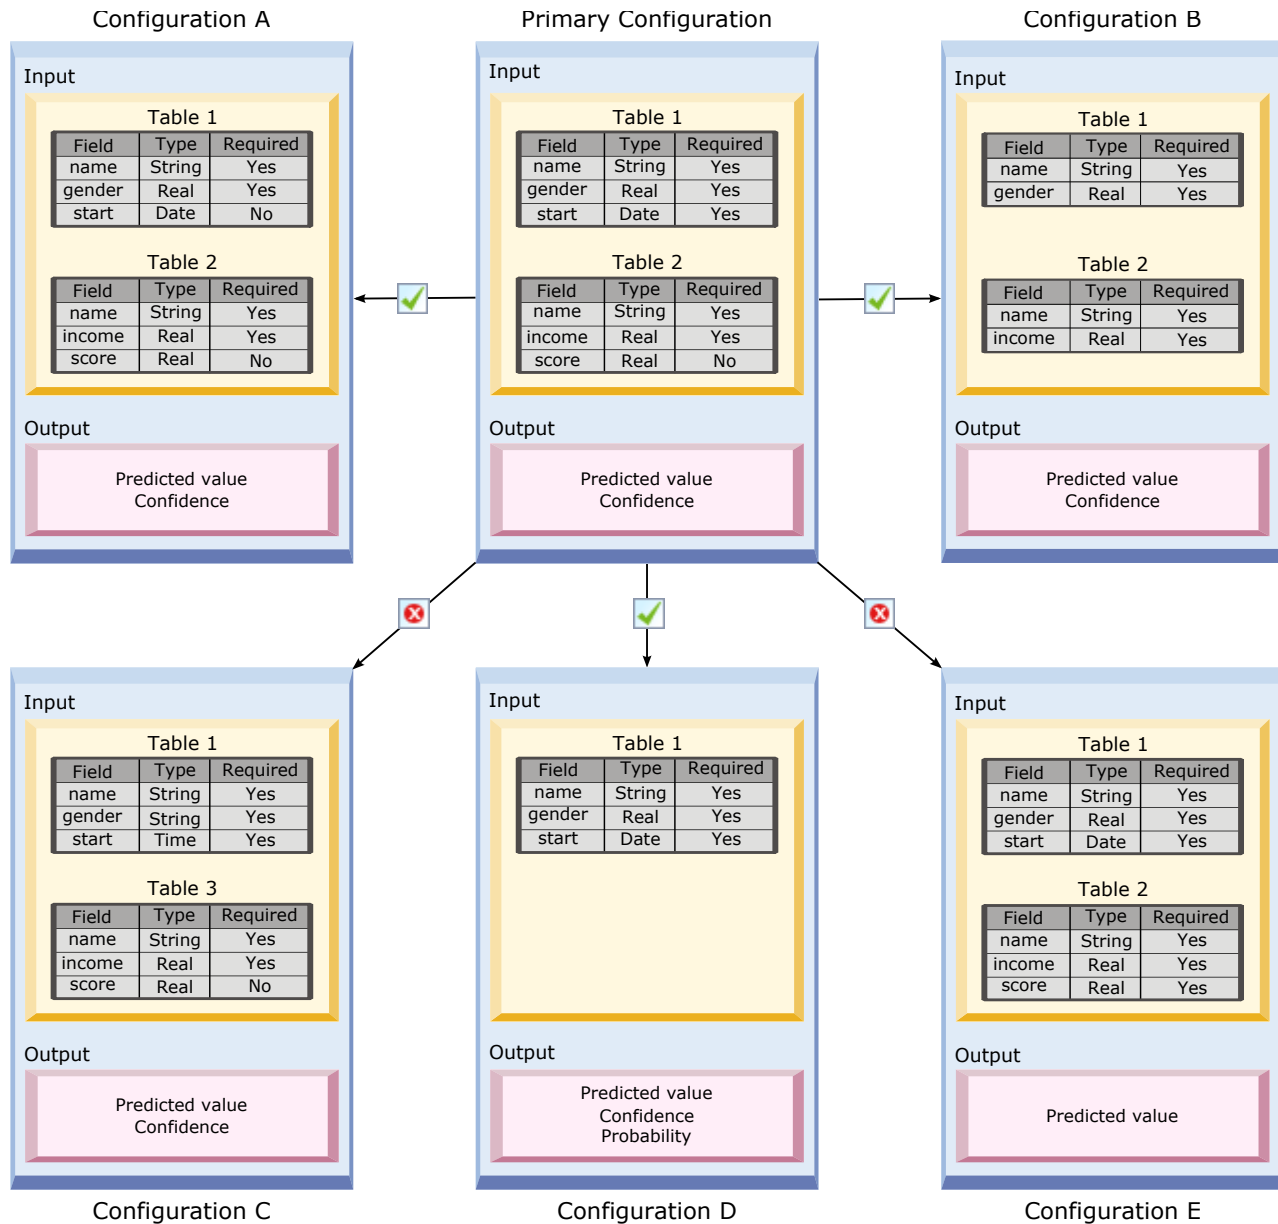 Configuration A
Input
Table 1
Field Type Required
name String Yes
gender Real Yes
start Date No
Table 2
Field Type Required
name String Yes
income Real Yes
score Real No
Output
Predicted value
Confidence
Primary Configuration
Input
Table 1
Field Type Required
name String Yes
gender Real Yes
start Date Yes
Table 2
Field Type Required
name String Yes
income Real Yes
score Real No
Output
Predicted value
Confidence
Configuration B
Input
Table 1
Field Type Required
name String Yes
gender Real Yes
Table 2
Field Type Required
name String Yes
income Real Yes
Output
Predicted value
Confidence
Input
Table 1
Field Type Required
name String Yes
gender String Yes
start Time Yes
Table 3
Field Type Required
name String Yes
income Real Yes
score Real No
Output
Predicted value
Confidence
Configuration C
Input
Table 1
Field Type Required
name String Yes
gender Real Yes
start Date Yes
Output
Predicted value
Confidence
Probability
Configuration D
Input
Table 1
Field Type Required
name String Yes
gender Real Yes
start Date Yes
Table 2
Field Type Required
name String Yes
income Real Yes
score Real Yes
Output
Predicted value
Configuration E